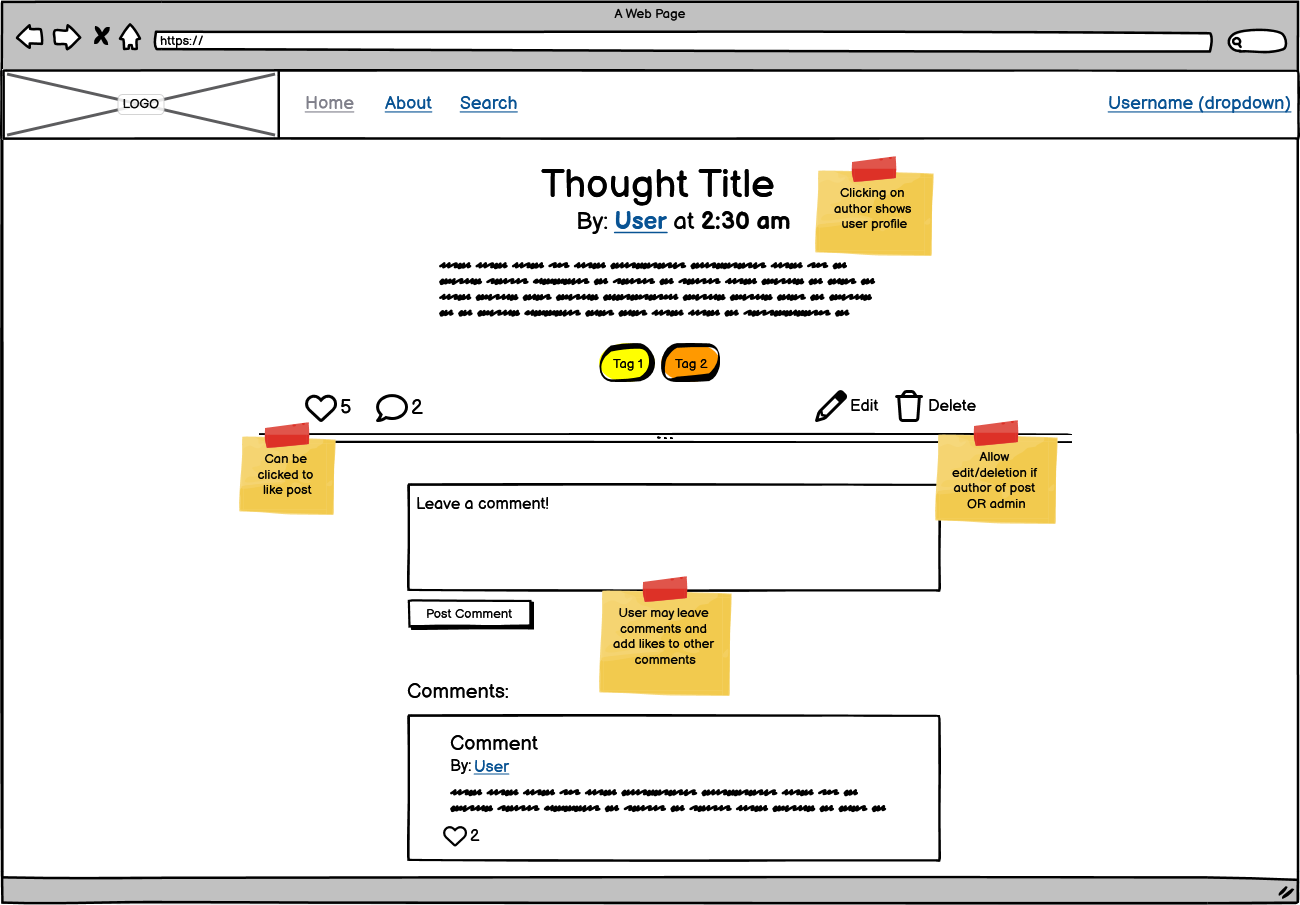 A Web Page
https://
LOGO
Home About Search Username (dropdown)
Thought Title
By: User at 2:30 am
Clicking on
author shows
user profile
Tag 1 Tag 2
5 2 Edit Delete
Can be
clicked to
like post
Allow
edit/deletion if
author of post
OR admin
Leave a comment!
Post Comment
User may leave
comments and
add likes to other
comments
Comments:
Comment
By: User
2